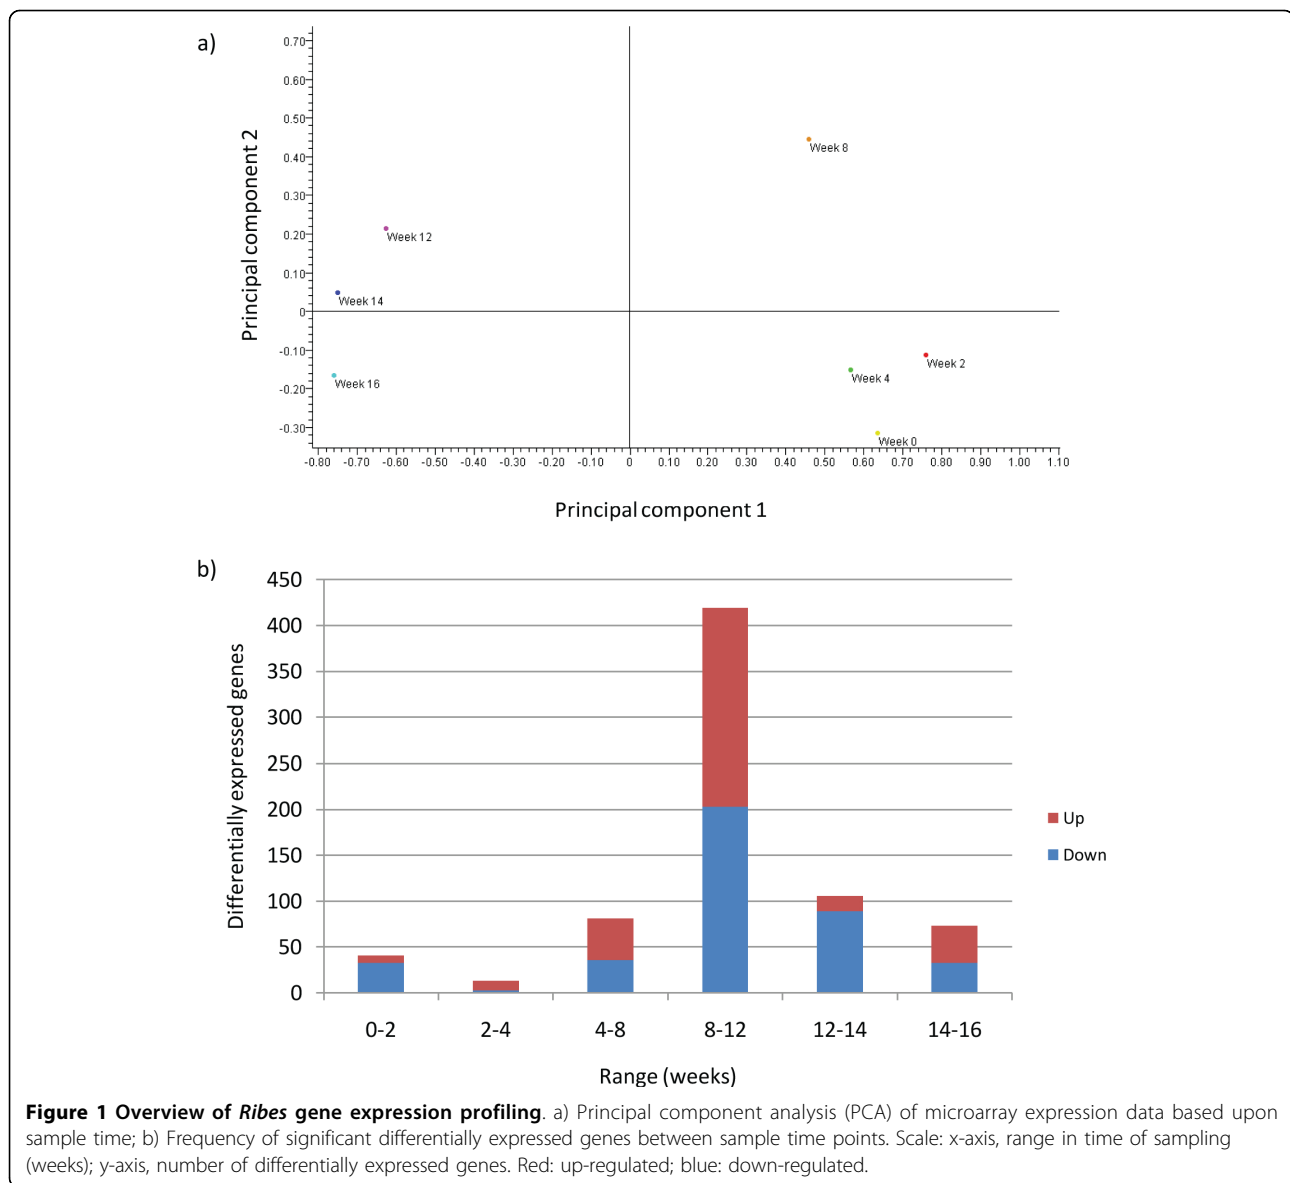 a)
Principal component 2
0.70
0.60
0.50
0.40
0.30
0.20
0.10
0
-0.10
-0.20
-0.30
Week 8
Week 12
Week 14
Week 16
Week 2
Week 4
Week 0
-0.80 -0.70 -0.60 -0.50 -0.40 -0.30 -0.20 -0.10 0 0.10 0.20 0.30 0.40 0.50 0.60 0.70 0.80 0.90 1.00 1.10
Principal component 1
b)
Differentially expressed genes
450
400
350
300
250
200
150
100
50
0
Up
Down
0-2 2-4 4-8 8-12 12-14 14-16
Range (weeks)
Figure 1 Overview of Ribes gene expression profiling. a) Principal component analysis (PCA) of microarray expression data based upon
sample time; b) Frequency of significant differentially expressed genes between sample time points. Scale: x-axis, range in time of sampling
(weeks); y-axis, number of differentially expressed genes. Red: up-regulated; blue: down-regulated.